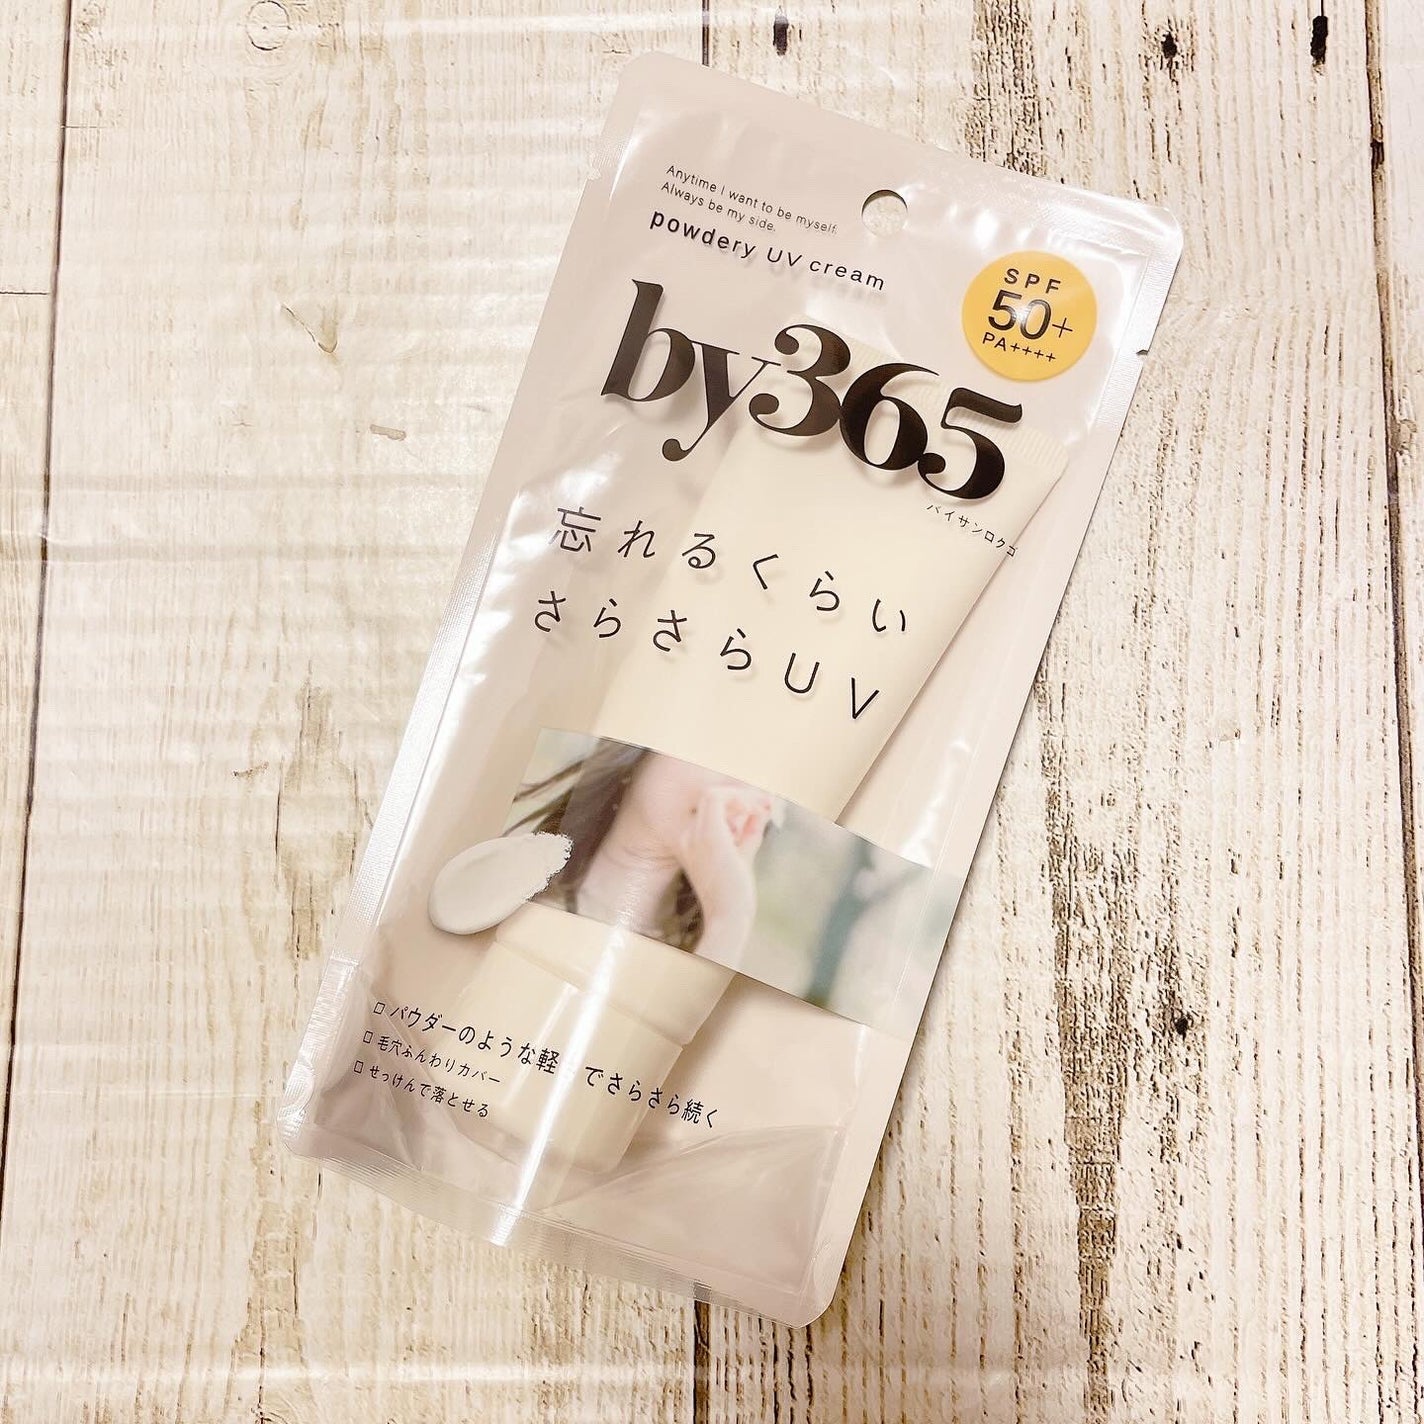 Anytime I want to be myself.
Always be my side.
powdery UV cream
SPF
50+
PA++++
by365
バイサンロクゴ
忘れるくらい
さらさらUV
□ パウダーのような軽 でさらさら続く
□ 毛穴ふんわりカバー
□ せっけんで落とせる